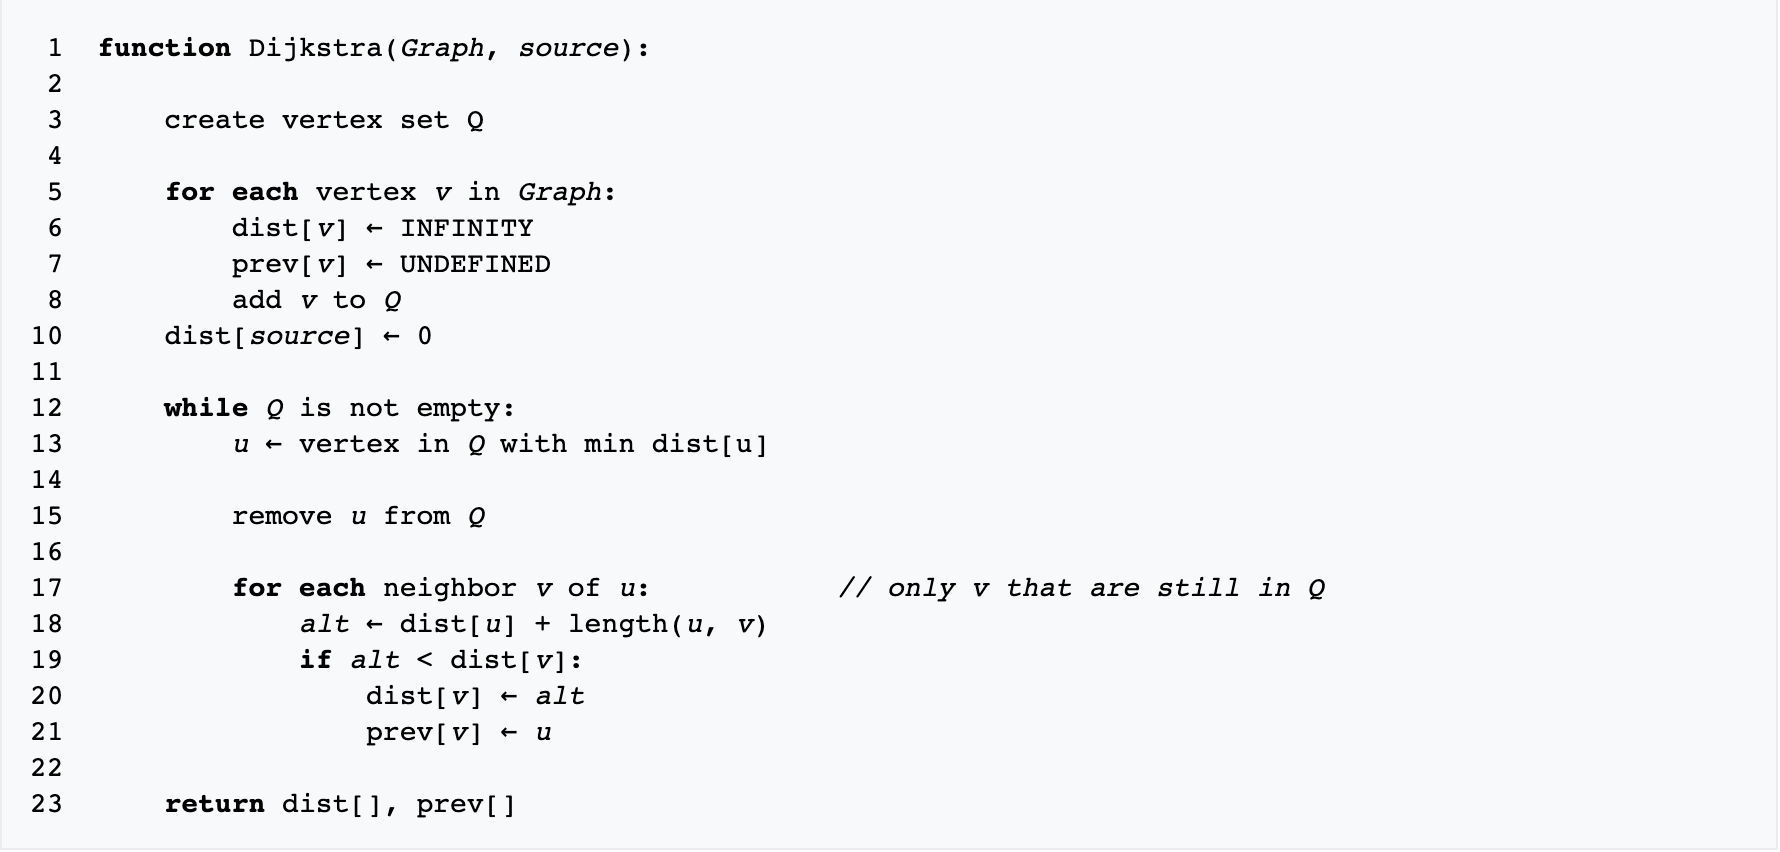 1 function Dijkstra(Graph, source):
2
3 create vertex set Q
4
5 for each vertex v in Graph:
6 dist[v] ← INFINITY
7 prev[v] ← UNDEFINED
8 add v to Q
10 dist[source] ← 0
11
12 while Q is not empty:
13 u ← vertex in Q with min dist[u]
14
15 remove u from Q
16
17 for each neighbor v of u: // only v that are still in Q
18 alt ← dist[u] + length(u, v)
19 if alt < dist[v]:
20 dist[v] ← alt
21 prev[v] ← u
22
23 return dist[], prev[]